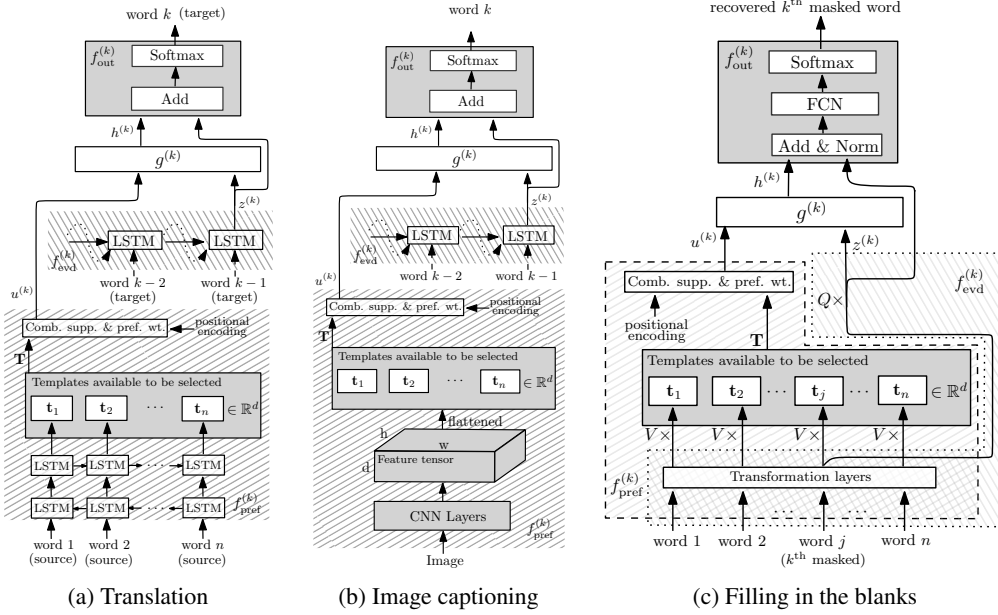 word k (target)
f_out^(k)
Softmax
Add
h^(k)
g^(k)
z^(k)
f_evd^(k)
LSTM
LSTM
word k − 2
(target)
word k − 1
(target)
u^(k)
Comb. supp. & pref. wt.
positional
encoding
T
Templates available to be selected
t_1 t_2 ··· t_n ∈ ℝ^d
LSTM LSTM ··· LSTM
LSTM LSTM ··· LSTM
f_pref^(k)
word 1
(source)
word 2
(source)
word n
(source)
(a) Translation
word k
f_out^(k)
Softmax
Add
h^(k)
g^(k)
z^(k)
f_evd^(k)
LSTM
LSTM
word k − 2
word k − 1
u^(k)
Comb. supp. & pref. wt.
positional
encoding
T
Templates available to be selected
t_1 t_2 ··· t_n ∈ ℝ^d
flattened
h
w
d
Feature tensor
CNN Layers
f_pref^(k)
Image
(b) Image captioning
recovered k^th masked word
f_out^(k)
Softmax
FCN
Add & Norm
h^(k)
g^(k)
u^(k)
z^(k)
f_evd^(k)
Comb. supp. & pref. wt.
Q×
positional
encoding
T
Templates available to be selected
t_1 t_2 ··· t_j ··· t_n ∈ ℝ^d
V× V× V× V×
Transformation layers
f_pref^(k)
··· ···
word 1 word 2 word j word n
(k^th masked)
(c) Filling in the blanks